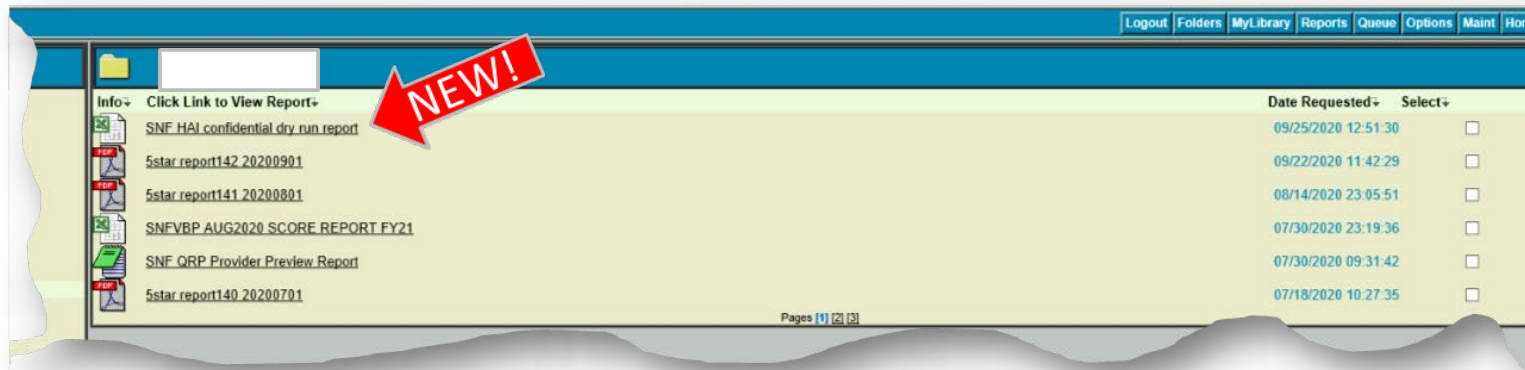 Logout Folders MyLibrary Reports Queue Options Maint Hom
NEW!
Info Click Link to View Report Date Requested Select
SNF HAI confidential dry run report 09/25/2020 12:51:30
PDF 5star report142 20200901 09/22/2020 11:42:29
PDF 5star report141 20200801 08/14/2020 23:05:51
SNFVBP AUG2020 SCORE REPORT FY21 07/30/2020 23:19:36
SNF QRP Provider Preview Report 07/30/2020 09:31:42
PDF 5star report140 20200701 07/18/2020 10:27:35
Pages [1] [2] [3]